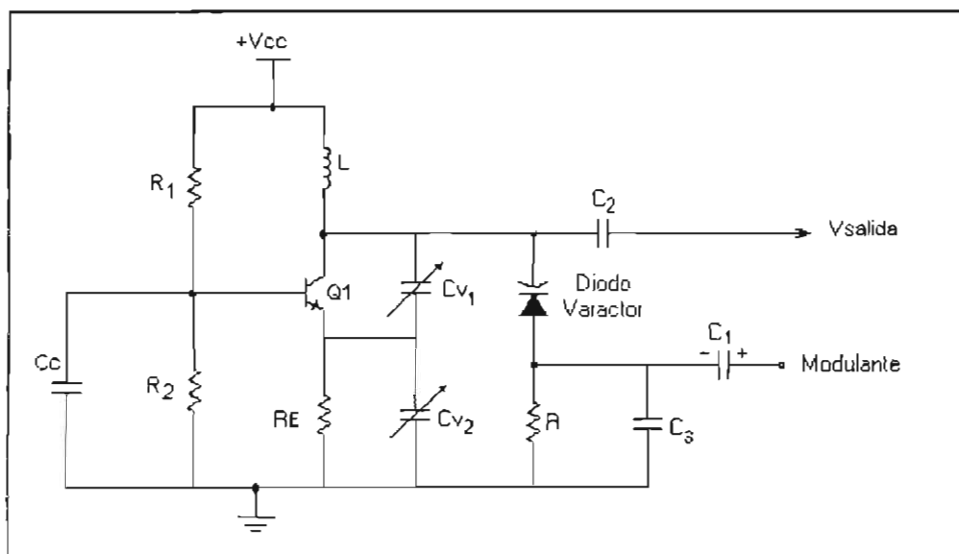 +Vcc
L
R1
C2
Vsalida
Q1
Cv1
Diodo
Varactor
C1
- +
Modulante
Cc
R2
RE
Cv2
R
C3